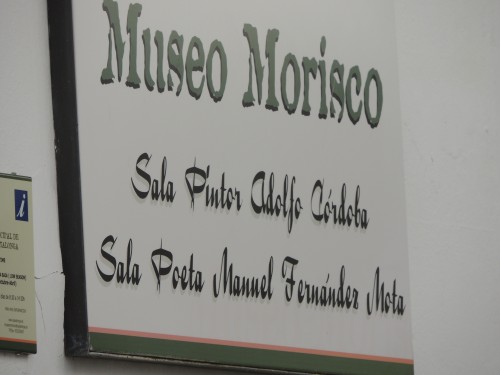 Museo Morisco
Sala Pintor Adolfo Córdoba
Sala Poeta Manuel Fernández Mota
i